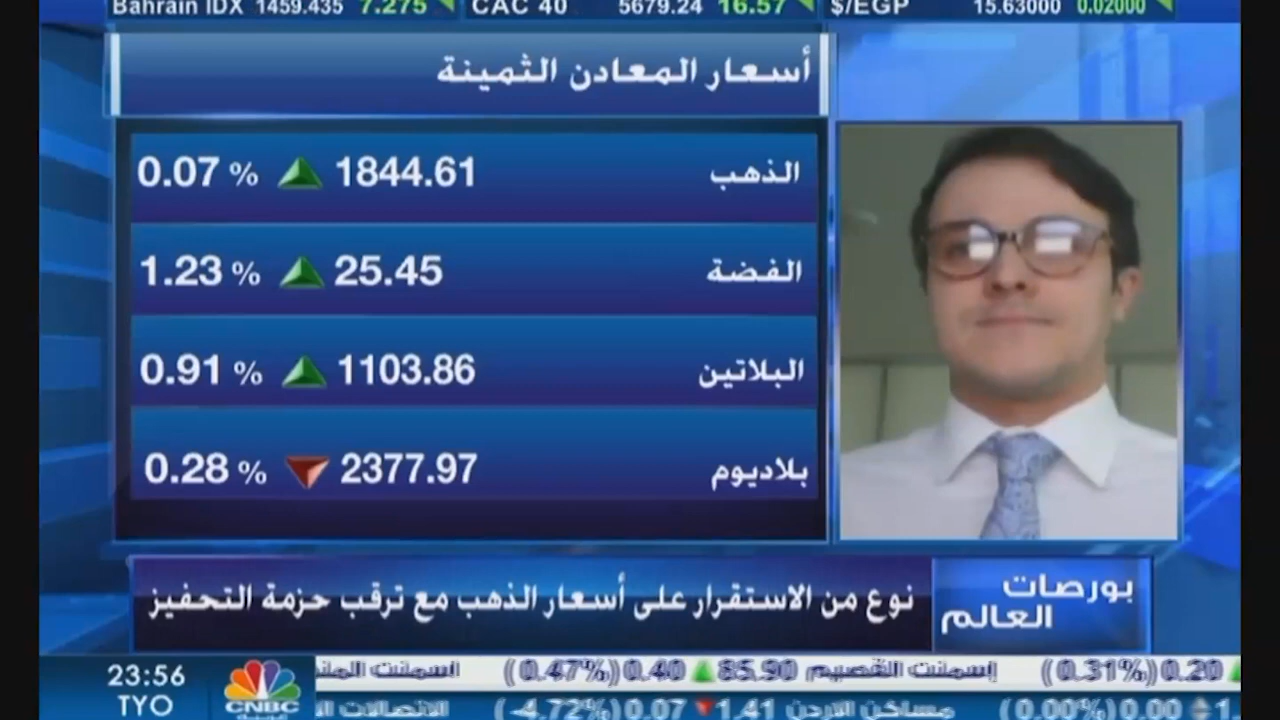 Bahrain IDX 1459.435 7.275 CAC 40 5679.24 16.57 $/EGP 15.63000 0.02000
أسعار المعادن الثمينة
الذهب 1844.61 0.07 %
الفضة 25.45 1.23 %
البلاتين 1103.86 0.91 %
بلاديوم 2377.97 0.28 %
بورصات العالم
نوع من الاستقرار على أسعار الذهب مع ترقب حزمة التحفيز
(0.31%) 0.20 إسمنت القصيم 85.90 0.40 (0.47%) اسمنت
(0.00%) 0.00 مساكن الاردن 1.41 0.07 (-4.72%) الاتصالات
23:56
TYO
CNBC
عربية